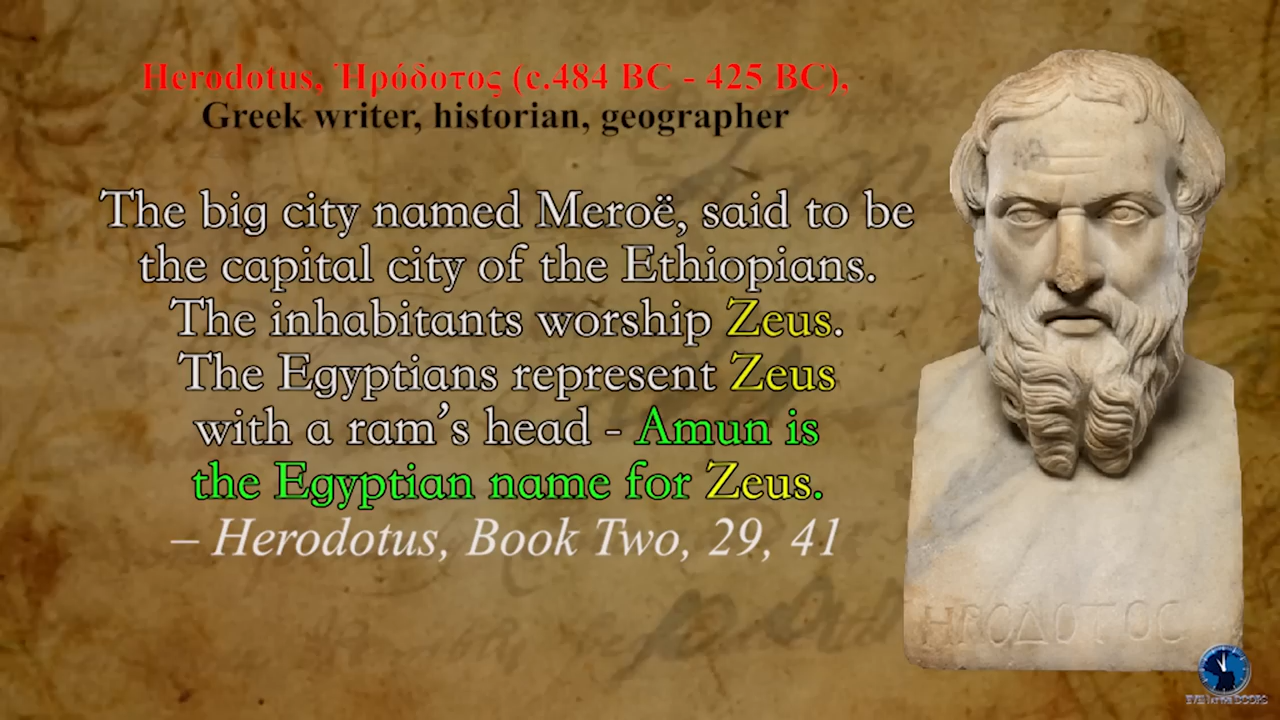 Herodotus, Ἡρόδοτος (c.484 BC - 425 BC),
Greek writer, historian, geographer
The big city named Meroë, said to be
the capital city of the Ethiopians.
The inhabitants worship Zeus.
The Egyptians represent Zeus
with a ram's head - Amun is
the Egyptian name for Zeus.
– Herodotus, Book Two, 29, 41
ΗΡΟΔΟΤΟC